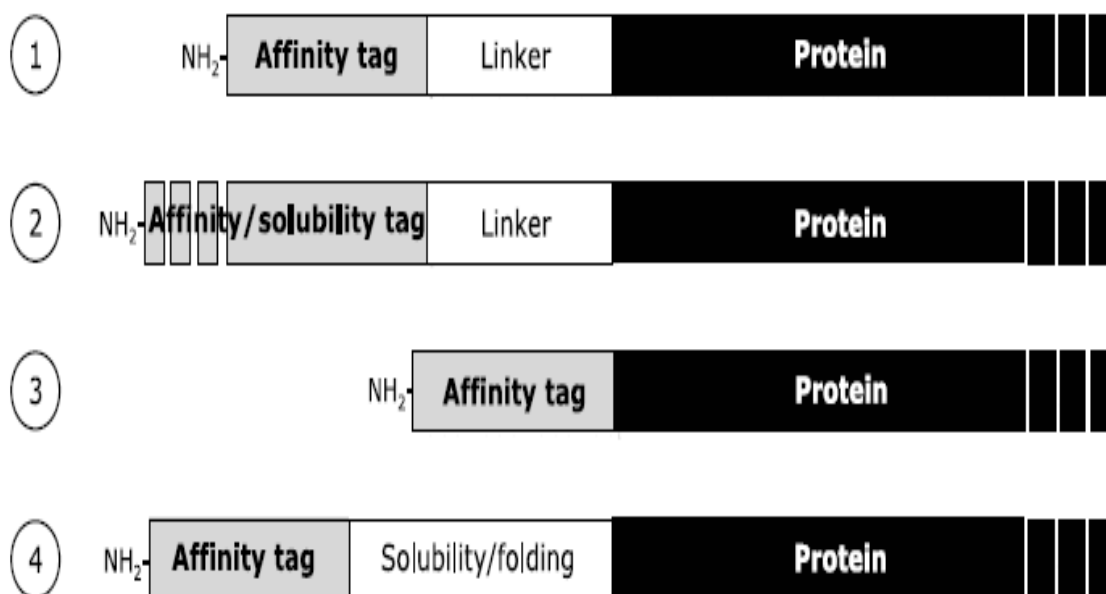 1 NH2- Affinity tag Linker Protein
2 NH2- Affinity/solubility tag Linker Protein
3 NH2- Affinity tag Protein
4 NH2- Affinity tag Solubility/folding Protein